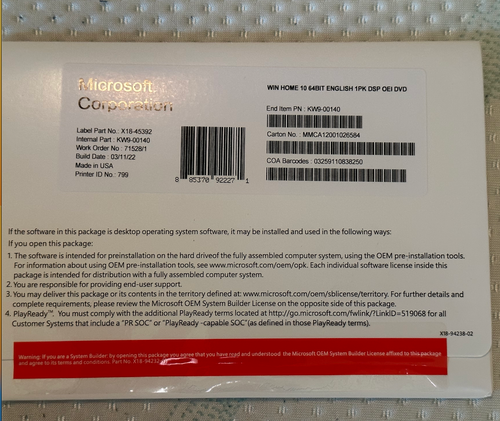 Microsoft
Corporation
WIN HOME 10 64BIT ENGLISH 1PK DSP OEI DVD
End Item PN : KW9-00140
Label Part No. : X18-45392
Internal Part : KW9-00140
Work Order No : 71528/1
Build Date : 03/11/22
Made in USA
Printer ID No : 799
8 85370 92227 1
Carton No. : MMCA12001026584
COA Barcodes : 03259110838250
If the software in this package is desktop operating system software, it may be installed and used in the following ways:
If you open this package:
1. The software is intended for preinstallation on the hard driveof the fully assembled computer system, using the OEM pre-installation tools.
For information about using OEM pre-installation tools, see www.microsoft.com/oem/opk. Each individual software license inside this
package is intended for distribution with a fully assembled computer system.
2. You are responsible for providing end-user support.
3. You may deliver this package or its contents in the territory defined at: www.microsoft.com/oem/sblicense/territory. For further details and
complete requirements, please review the Microsoft OEM System Builder License on the opposite side of this package.
4. PlayReady™. You must comply with the additional PlayReady terms located at http://go.microsoft.com/fwlink/?LinkID=519068 for all
Customer Systems that include a "PR SOC" or "PlayReady -capable SOC"(as defined in those PlayReady terms).
X18-94238-02
Warning: If you are a System Builder: by opening this package you agree that you have read and understood the Microsoft OEM System Builder License affixed to this package
and agree to its terms and conditions. Part No. X18-94232